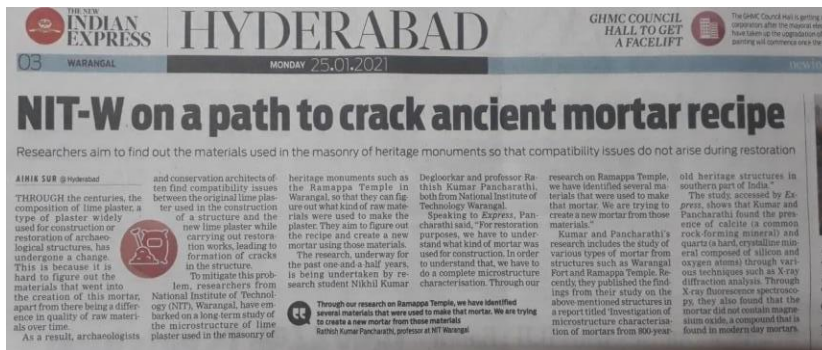 THE NEW
INDIAN
EXPRESS
HYDERABAD
GHMC COUNCIL
HALL TO GET
A FACELIFT
The GHMC Council Hall is getting
corporators after the mayoral
have taken up the upgradation of
painting will commence once the
03 WARANGAL
MONDAY 25.01.2021
NIT-W on a path to crack ancient mortar recipe
Researchers aim to find out the materials used in the masonry of heritage monuments so that compatibility issues do not arise during restoration
AIHIK SUR @ Hyderabad
THROUGH the centuries, the
composition of lime plaster, a
type of plaster widely
used for construction or
restoration of archaeo-
logical structures, has
undergone a change.
This is because it is
hard to figure out the
materials that went into
the creation of this mortar,
apart from there being a differ-
ence in quality of raw materi-
als over time.
As a result, archaeologists
and conservation architects of-
ten find compatibility issues
between the original lime plas-
ter used in the construction
of a structure and the
new lime plaster while
carrying out restora-
tion works, leading to
formation of cracks
in the structure.
To mitigate this prob-
lem, researchers from
National Institute of Technol-
ogy (NIT), Warangal, have em-
barked on a long-term study of
the microstructure of lime
plaster used in the masonry of
heritage monuments such as
the Ramappa Temple in
Warangal, so that they can fig-
ure out what kind of raw mate-
rials were used to make the
plaster. They aim to figure out
the recipe and create a new
mortar using those materials.
The research, underway for
the past one-and-a-half years,
is being undertaken by re-
search student Nikhil Kumar
Degloorkar and professor Ra-
thish Kumar Pancharathi,
both from National Institute of
Technology Warangal.
Speaking to Express, Pan-
charathi said, "For restoration
purposes, we have to under-
stand what kind of mortar was
used for construction. In order
to understand that, we have to
do a complete microstructure
characterisation. Through our
Through our research on Ramappa Temple, we have identified
several materials that were used to make that mortar. We are trying
to create a new mortar from those materials
Rathish Kumar Pancharathi, professor at NIT Warangal
research on Ramappa Temple,
we have identified several ma-
terials that were used to make
that mortar. We are trying to
create a new mortar from those
materials."
Kumar and Pancharathi's
research includes the study of
various types of mortar from
structures such as Warangal
Fort and Ramappa Temple. Re-
cently, they published the find-
ings from their study on the
above-mentioned structures in
a report titled 'Investigation of
microstructure characterisa-
tion of mortars from 800-year-
old heritage structures in
southern part of India."
The study, accessed by Ex-
press, shows that Kumar and
Pancharathi found the pres-
ence of calcite (a common
rock-forming mineral) and
quartz (a hard, crystalline min-
eral composed of silicon and
oxygen atoms) through vari-
ous techniques such as X-ray
diffraction analysis. Through
X-ray fluorescence spectrosco-
py, they also found that the
mortar did not contain magne-
sium oxide, a compound that is
found in modern day mortars.